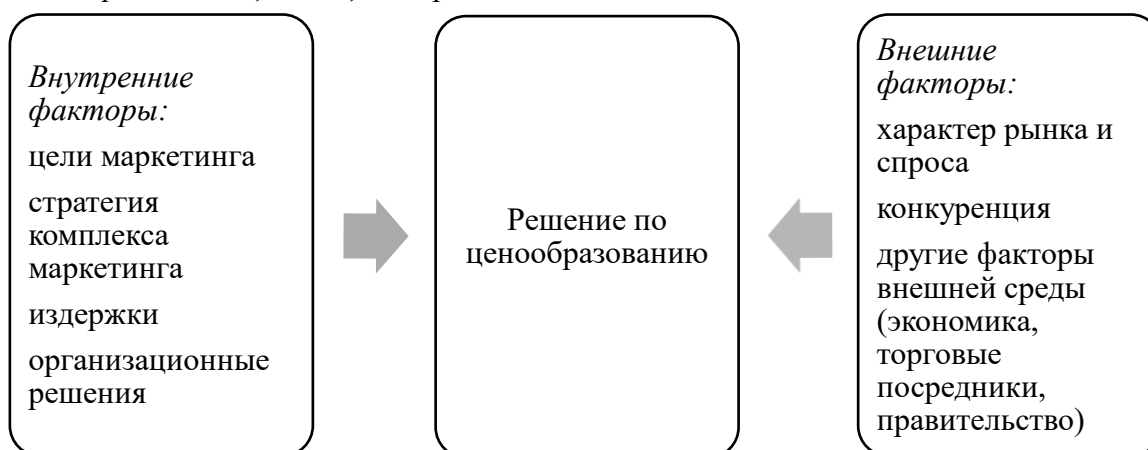 Внутренние
факторы:
цели маркетинга
стратегия
комплекса
маркетинга
издержки
организационные
решения
Решение по
ценообразованию
Внешние
факторы:
характер рынка и
спроса
конкуренция
другие факторы
внешней среды
(экономика,
торговые
посредники,
правительство)